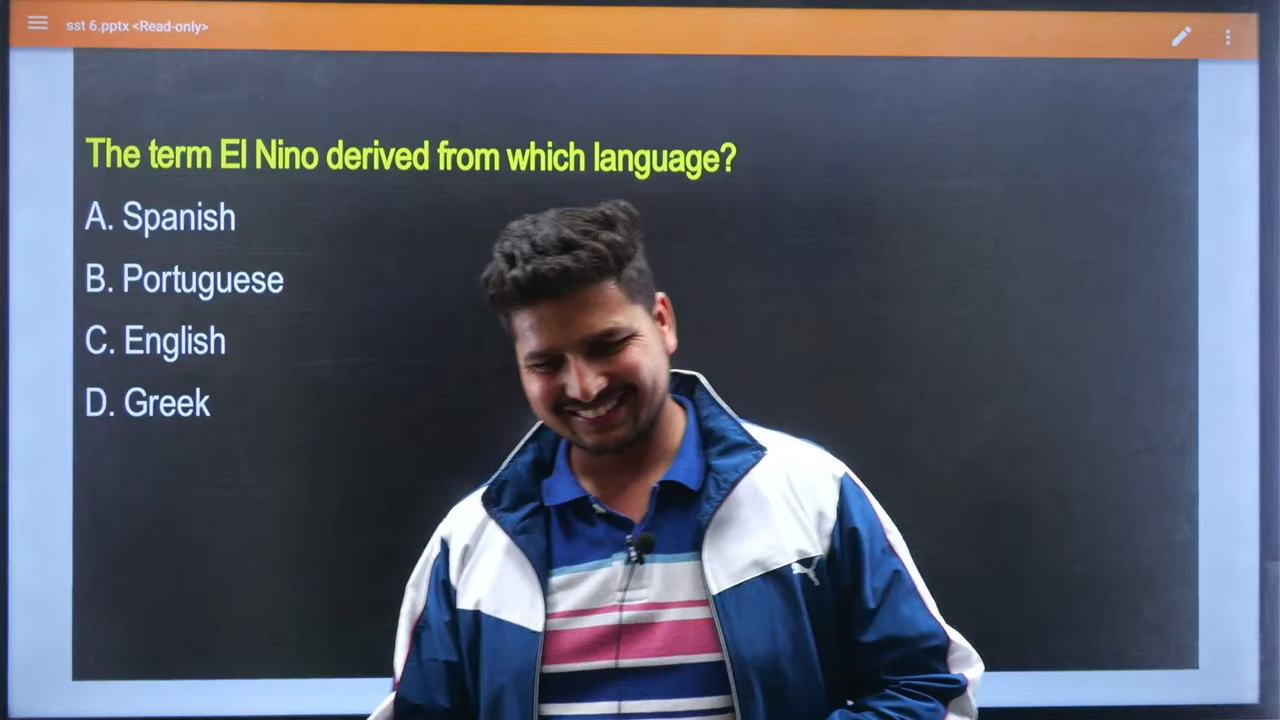 sst 6.pptx <Read-only>
The term El Nino derived from which language?
A. Spanish
B. Portuguese
C. English
D. Greek